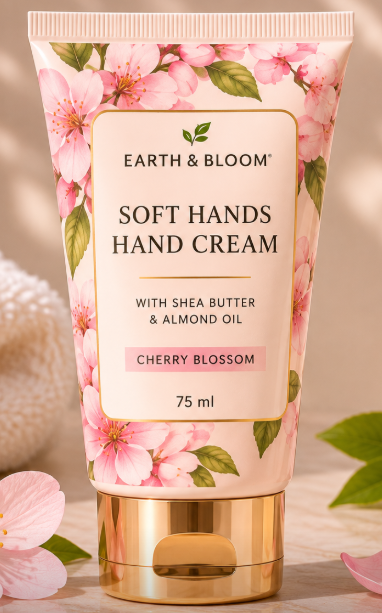 EARTH & BLOOM®
SOFT HANDS
HAND CREAM
WITH SHEA BUTTER
& ALMOND OIL
CHERRY BLOSSOM
75 ml